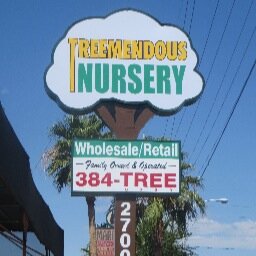 TREEMENDOUS
NURSERY
Wholesale/Retail
Family Owned & Operated
384-TREE
2700